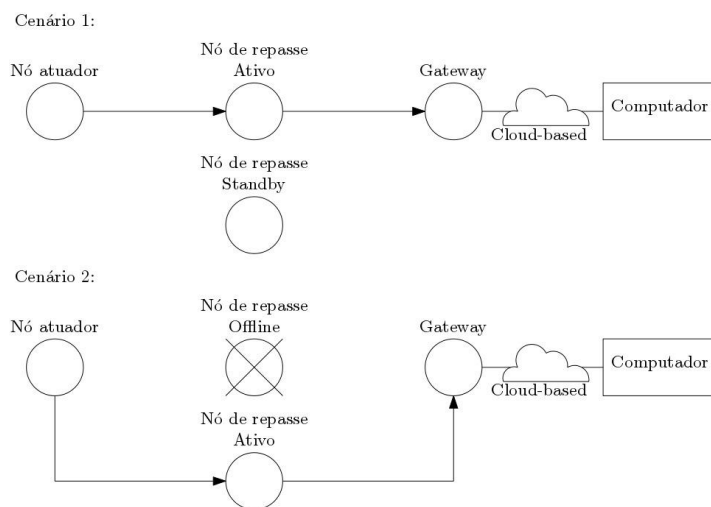 Cenário 1:
Nó de repasse
Nó atuador
Ativo
Gateway
Computador
Cloud-based
Nó de repasse
Standby
Cenário 2:
Nó de repasse
Nó atuador
Offline
Gateway
Computador
Cloud-based
Nó de repasse
Ativo